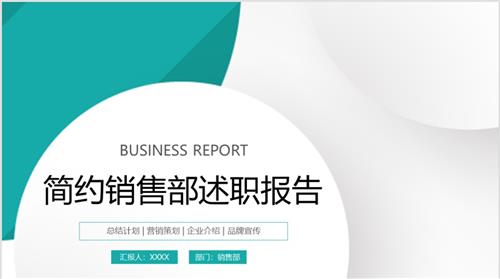 BUSINESS REPORT
简约销售部述职报告
总结计划 | 营销策划 | 企业介绍 | 品牌宣传
汇报人：XXXX 部门：销售部